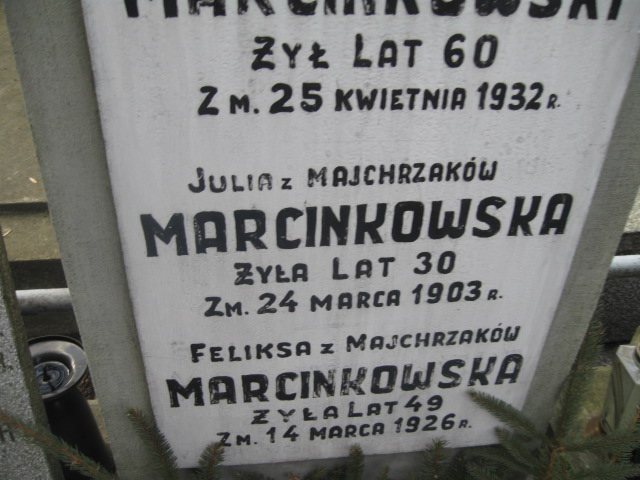 MARCINKOWSKI
ŻYŁ LAT 60
ZM. 25 KWIETNIA 1932 R.
JULIA Z MAJCHRZAKÓW
MARCINKOWSKA
ŻYŁA LAT 30
ZM. 24 MARCA 1903 R.
FELIKSA Z MAJCHRZAKÓW
MARCINKOWSKA
ŻYŁA LAT 49
ZM. 14 MARCA 1926 R.